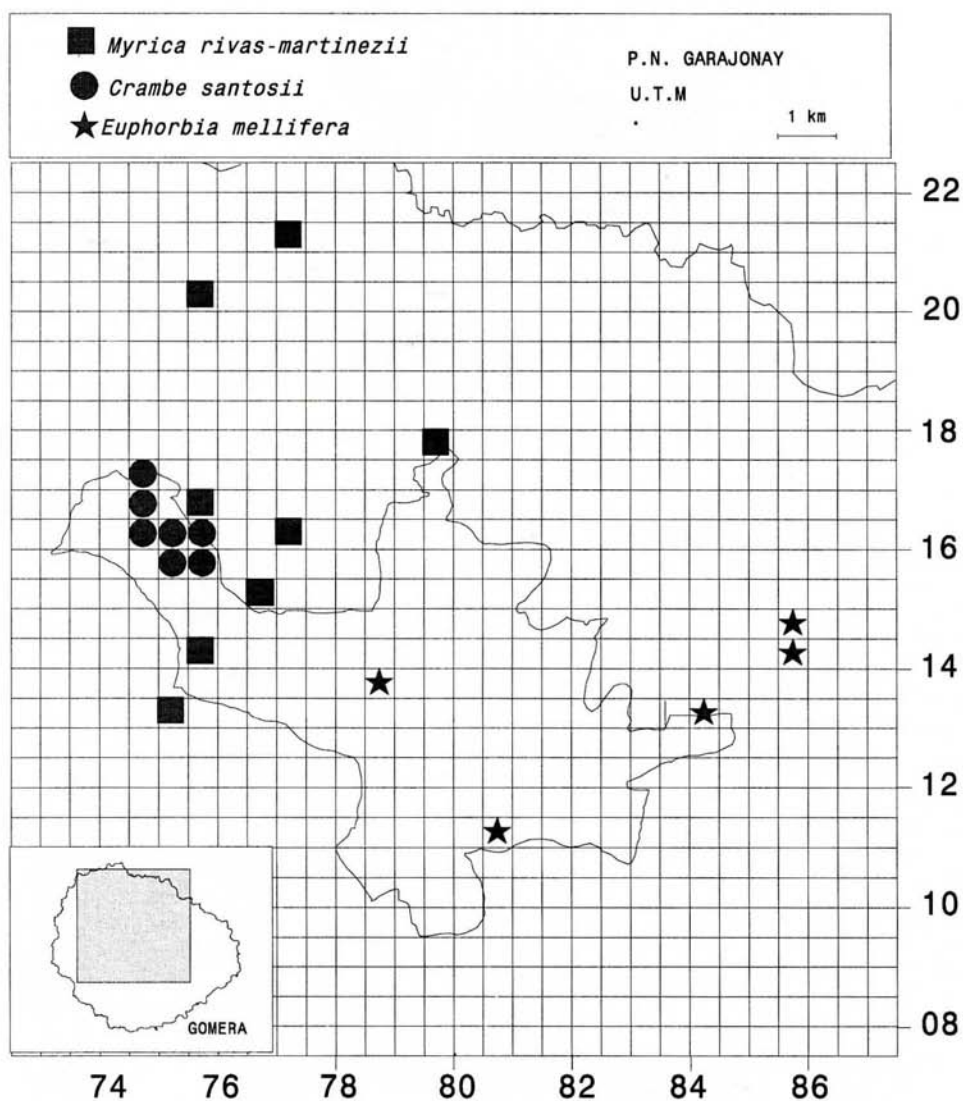 Myrica rivas-martinezii
Crambe santosii
Euphorbia mellifera
P.N. GARAJONAY
U.T.M
1 km
22
20
18
16
14
12
10
08
GOMERA
74 76 78 80 82 84 86